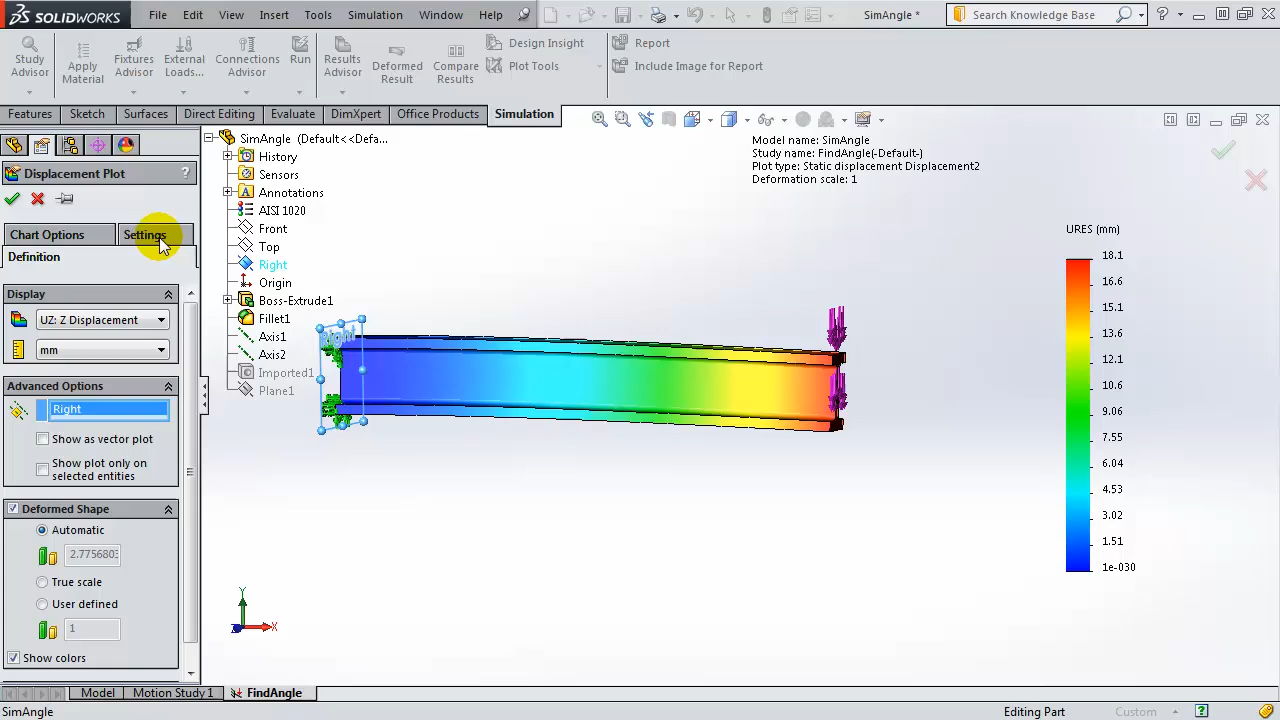 SOLIDWORKS File Edit View Insert Tools Simulation Window Help SimAngle * Search Knowledge Base
Study Advisor
Apply Material
Fixtures Advisor
External Loads...
Connections Advisor
Run
Results Advisor
Deformed Result
Compare Results
Design Insight
Plot Tools
Report
Include Image for Report
Features Sketch Surfaces Direct Editing Evaluate DimXpert Office Products Simulation
Displacement Plot ?
Chart Options Settings
Definition
Display
UZ: Z Displacement
mm
Advanced Options
Right
Show as vector plot
Show plot only on
selected entities
Deformed Shape
Automatic
2.775680
True scale
User defined
1
Show colors
SimAngle (Default<<Defa...
History
Sensors
Annotations
AISI 1020
Front
Top
Right
Origin
Boss-Extrude1
Fillet1
Axis1
Axis2
Imported1
Plane1
Right
Model name: SimAngle
Study name: FindAngle(-Default-)
Plot type: Static displacement Displacement2
Deformation scale: 1
URES (mm)
18.1
16.6
15.1
13.6
12.1
10.6
9.06
7.55
6.04
4.53
3.02
1.51
1e-030
Y
X
Model Motion Study 1 FindAngle
SimAngle Editing Part Custom